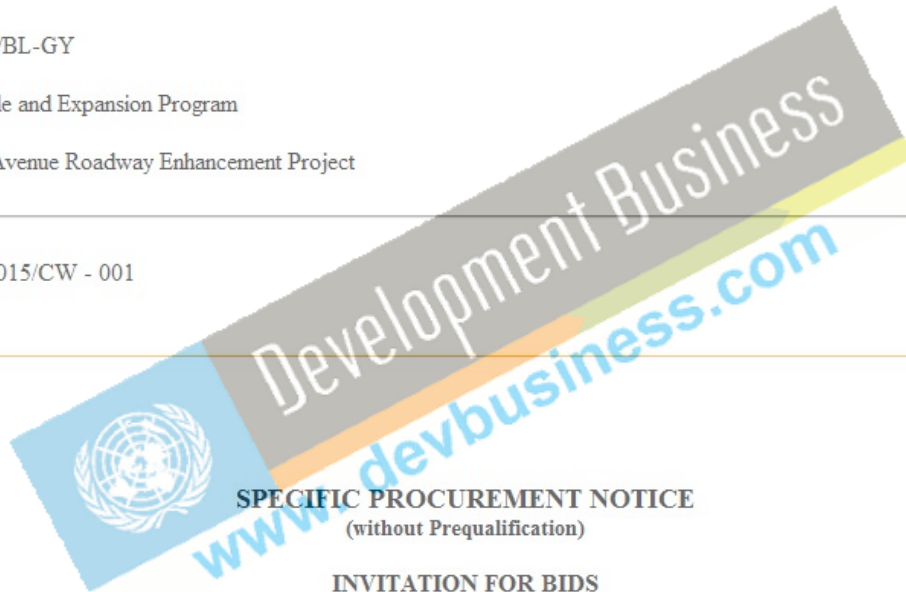 /BL-GY
le and Expansion Program
Avenue Roadway Enhancement Project
015/CW - 001
Development Business
www.devbusiness.com
SPECIFIC PROCUREMENT NOTICE
(without Prequalification)
INVITATION FOR BIDS